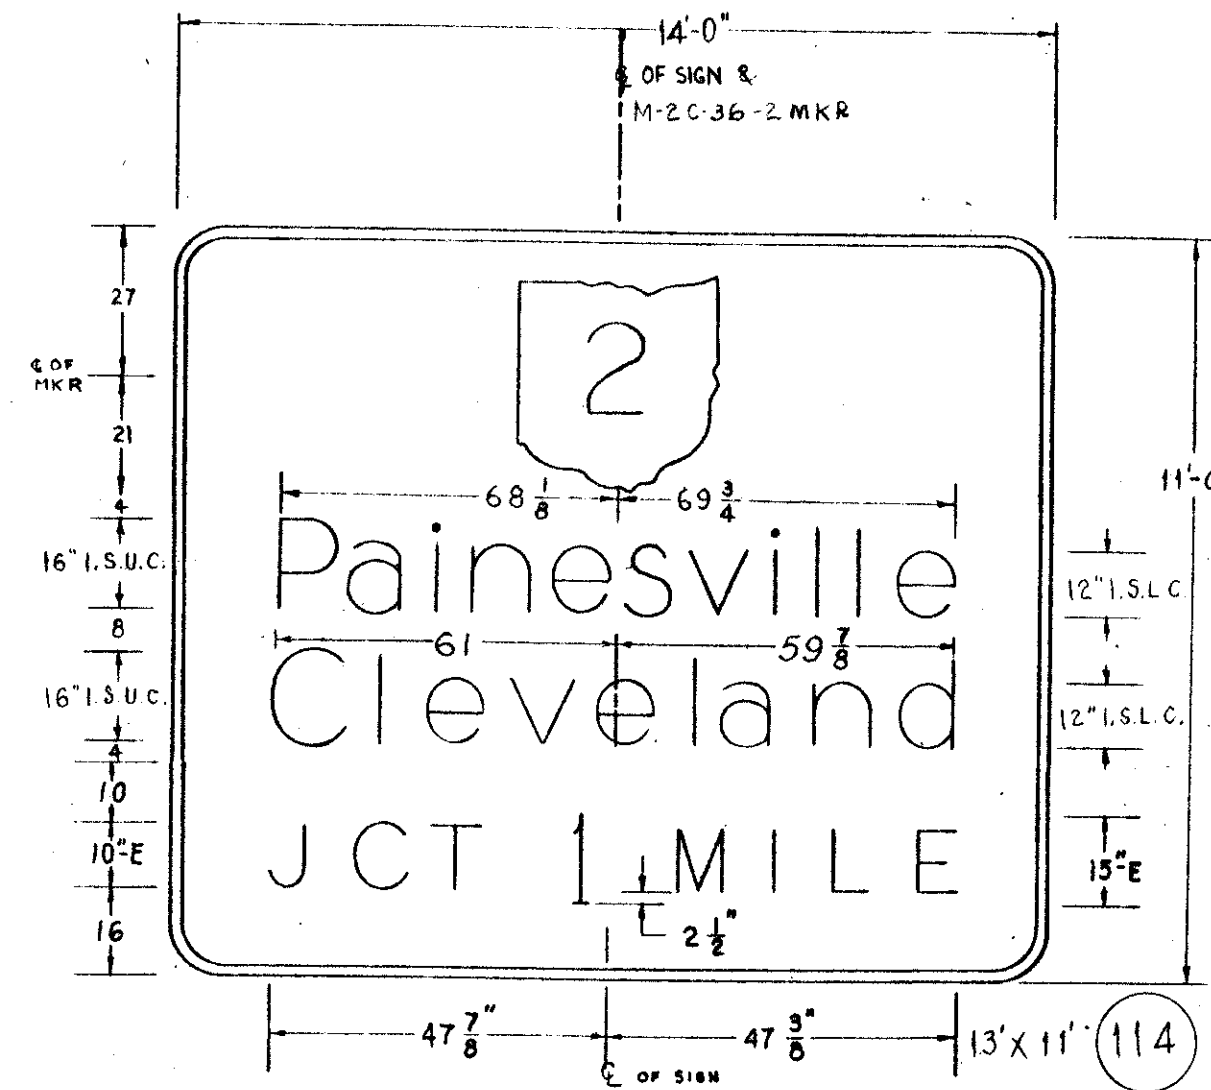 14'-0"
℄ OF SIGN &
M-2C-36-2 MKR
27
℄ OF
MKR
21
4
2
68 1/8 69 3/4
16" I.S.U.C.
Painesville
12" I.S.L.C.
8
61 59 7/8
16" I.S.U.C.
Cleveland
12" I.S.L.C.
4
10
10"-E
JCT 1 MILE
15"-E
2 1/2"
16
47 7/8" 47 3/8"
℄ OF SIGN
13' X 11' 114